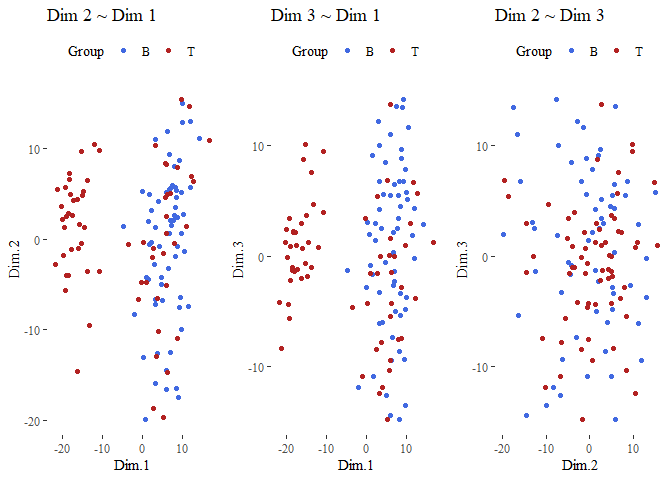 Dim 2 ~ Dim 1
Group B T
Dim.2
10
0
-10
-20
-20 -10 0 10
Dim.1
Dim 3 ~ Dim 1
Group B T
Dim.3
10
0
-10
-20 -10 0 10
Dim.1
Dim 2 ~ Dim 3
Group B T
Dim.3
10
0
-10
-20 -10 0 10
Dim.2